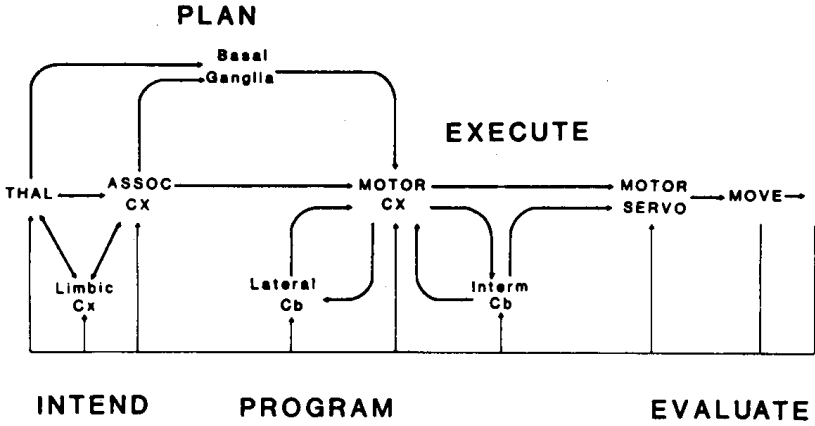 PLAN
Basal
Ganglia
EXECUTE
THAL
ASSOC
CX
MOTOR
CX
MOTOR
SERVO
MOVE
Limbic
Cx
Lateral
Cb
Interm
Cb
INTEND
PROGRAM
EVALUATE